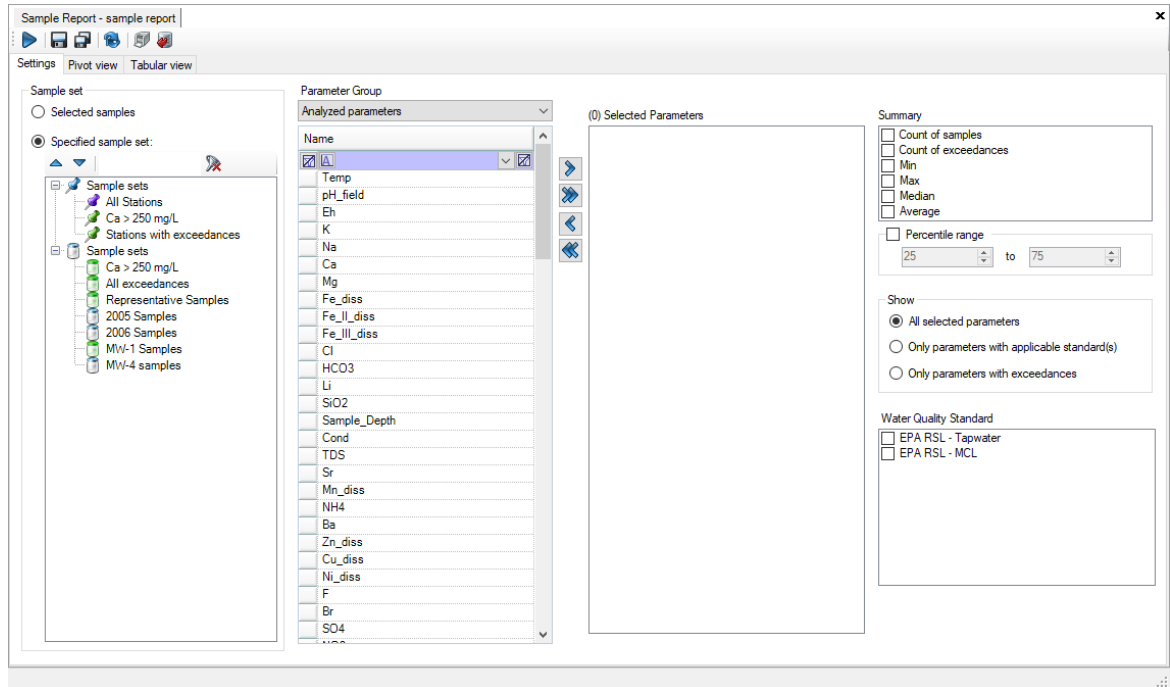 Sample Report - sample report
Settings
Pivot view
Tabular view
Sample set
Selected samples
Specified sample set:
Sample sets
All Stations
Ca > 250 mg/L
Stations with exceedances
Sample sets
Ca > 250 mg/L
All exceedances
Representative Samples
2005 Samples
2006 Samples
MW-1 Samples
MW-4 samples
Parameter Group
Analyzed parameters
Name
A
Temp
pH_field
Eh
K
Na
Ca
Mg
Fe_diss
Fe_II_diss
Fe_III_diss
Cl
HCO3
Li
SiO2
Sample_Depth
Cond
TDS
Sr
Mn_diss
NH4
Ba
Zn_diss
Cu_diss
Ni_diss
F
Br
SO4
(0) Selected Parameters
Summary
Count of samples
Count of exceedances
Min
Max
Median
Average
Percentile range
25 to 75
Show
All selected parameters
Only parameters with applicable standard(s)
Only parameters with exceedances
Water Quality Standard
EPA RSL - Tapwater
EPA RSL - MCL